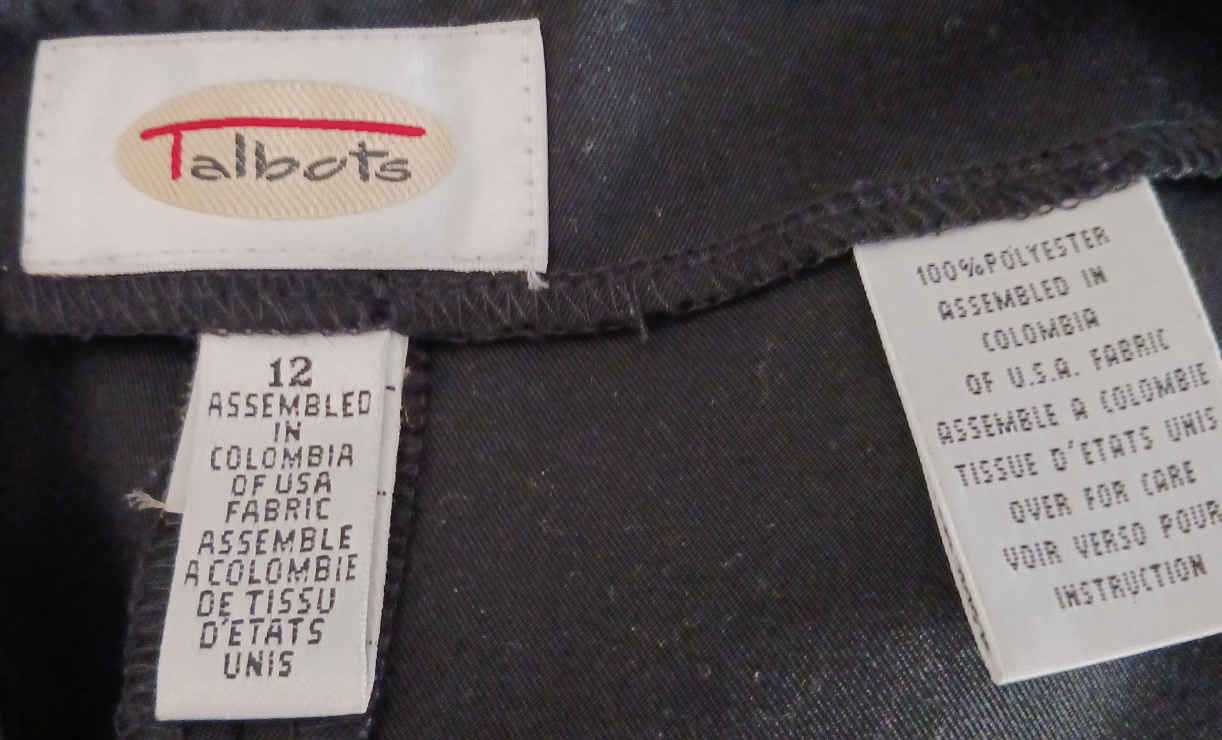 Talbots
12
ASSEMBLED
IN
COLOMBIA
OF USA
FABRIC
ASSEMBLE
A COLOMBIE
DE TISSU
D'ETATS
UNIS
100%POLYESTER
ASSEMBLED IN
COLOMBIA
OF U.S.A. FABRIC
ASSEMBLE A COLOMBIE
TISSUE D'ETATS UNIS
OVER FOR CARE
VOIR VERSO POUR
INSTRUCTION